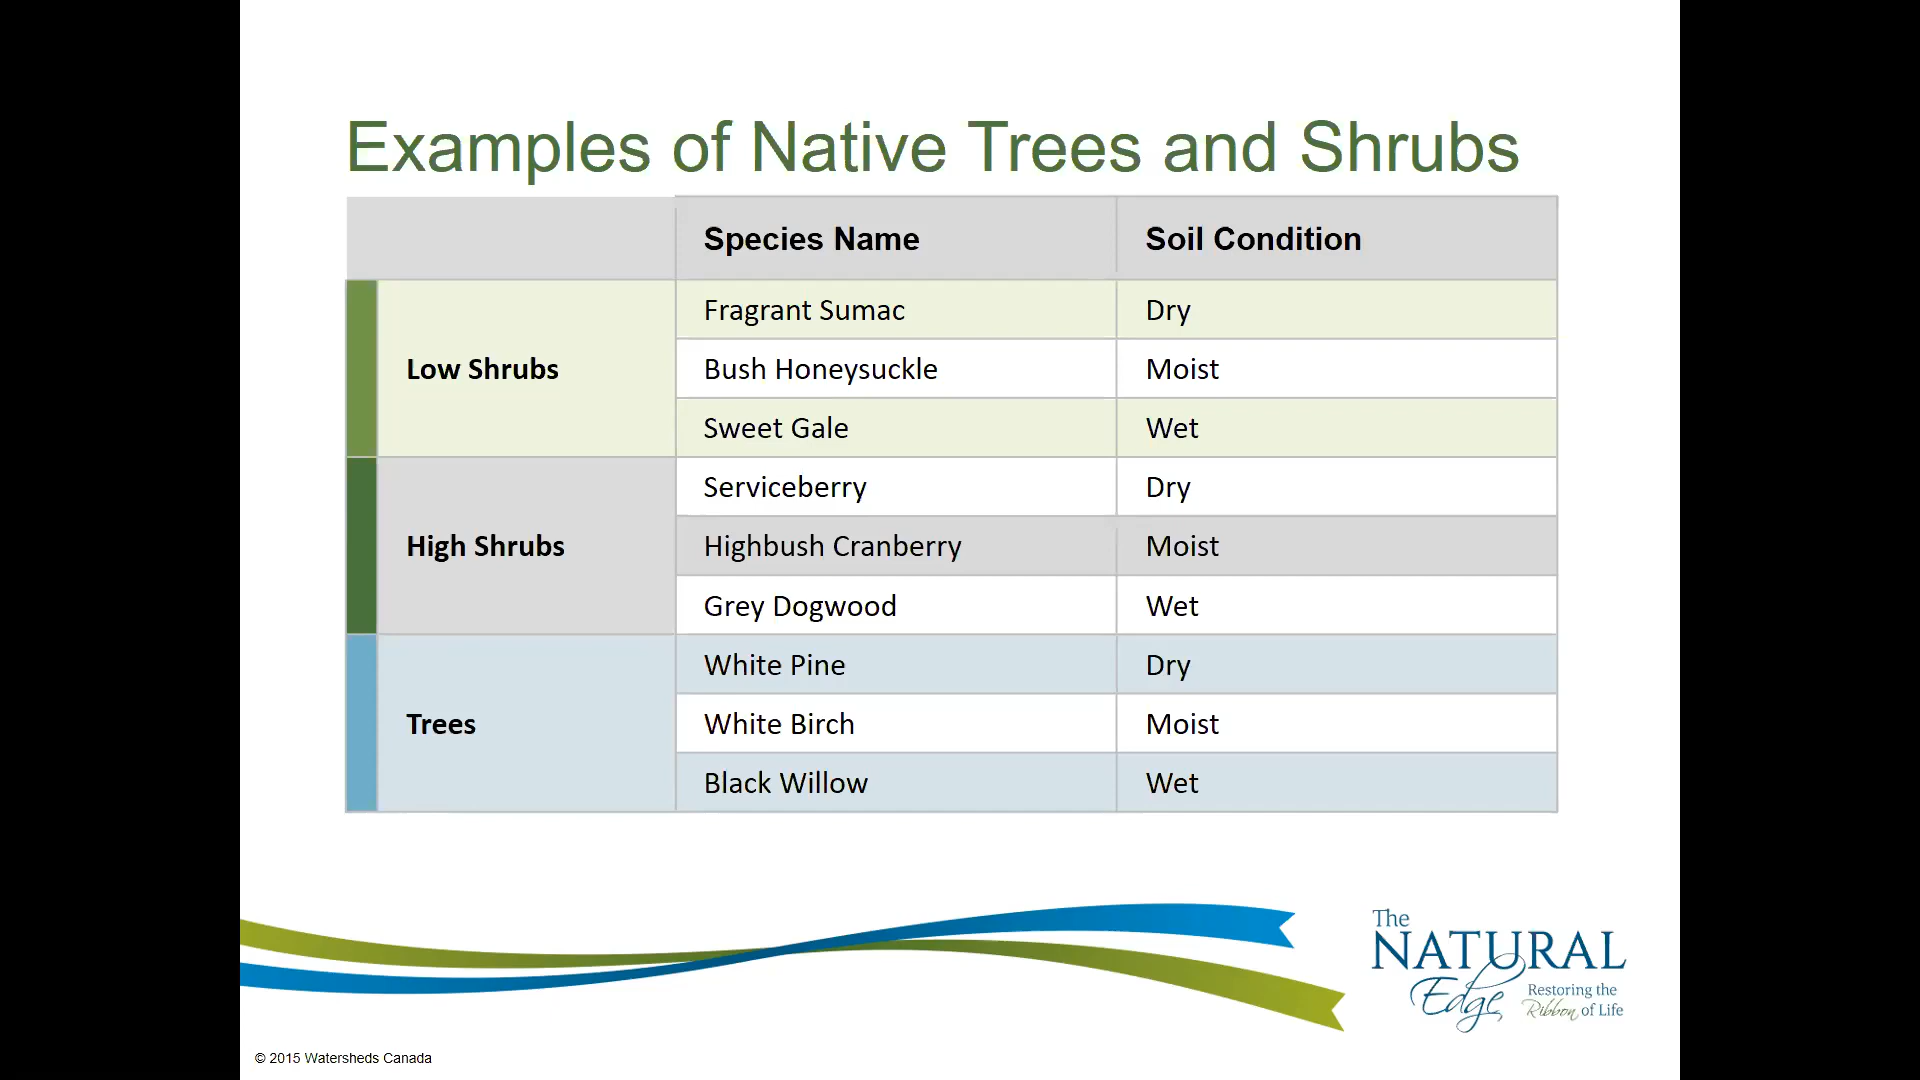 Examples of Native Trees and Shrubs
Species Name Soil Condition
Low Shrubs
Fragrant Sumac Dry
Bush Honeysuckle Moist
Sweet Gale Wet
High Shrubs
Serviceberry Dry
Highbush Cranberry Moist
Grey Dogwood Wet
Trees
White Pine Dry
White Birch Moist
Black Willow Wet
The
NATURAL
Edge
Restoring the
Ribbon of Life
© 2015 Watersheds Canada